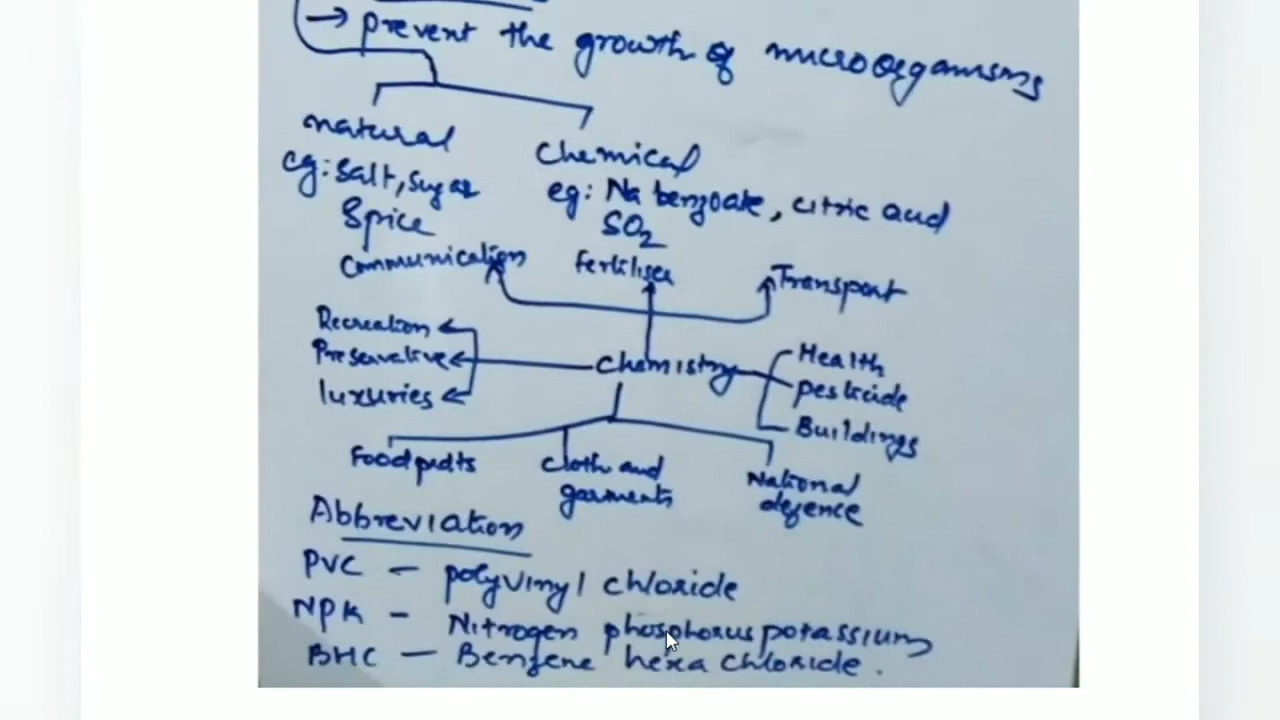 → prevent the growth of microorganisms
natural
Chemical
eg: salt, sugar
eg: Na benzoate, citric acid
Spice
SO2
Communication
Fertiliser
Transport
Recreation
Preservative
luxuries
Chemistry
Health
pesticide
Buildings
Food pdts
Cloth and
garments
National
defence
Abbreviation
PVC - polyvinyl chloride
NPK - Nitrogen phosphorus potassium
BHC - Benzene hexa chloride.